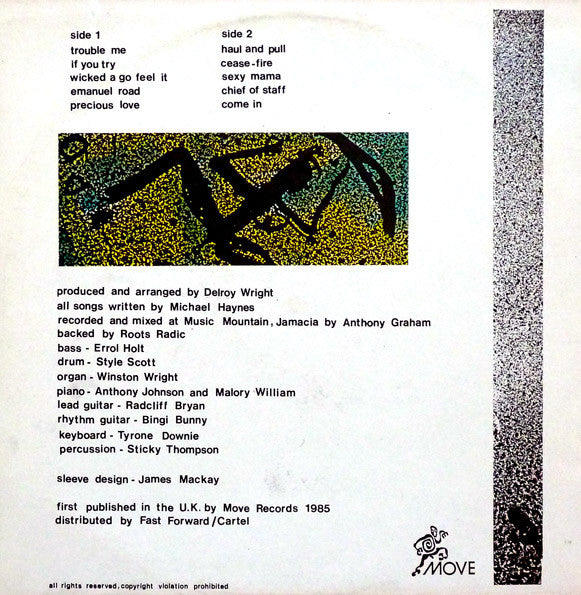 side 1
trouble me
if you try
wicked a go feel it
emanuel road
precious love
side 2
haul and pull
cease-fire
sexy mama
chief of staff
come in
produced and arranged by Delroy Wright
all songs written by Michael Haynes
recorded and mixed at Music Mountain, Jamacia by Anthony Graham
backed by Roots Radic
bass - Errol Holt
drum - Style Scott
organ - Winston Wright
piano - Anthony Johnson and Malory William
lead guitar - Radcliff Bryan
rhythm guitar - Bingi Bunny
keyboard - Tyrone Downie
percussion - Sticky Thompson
sleeve design - James Mackay
first published in the U.K. by Move Records 1985
distributed by Fast Forward/Cartel
MOVE
all rights reserved, copyright violation prohibited